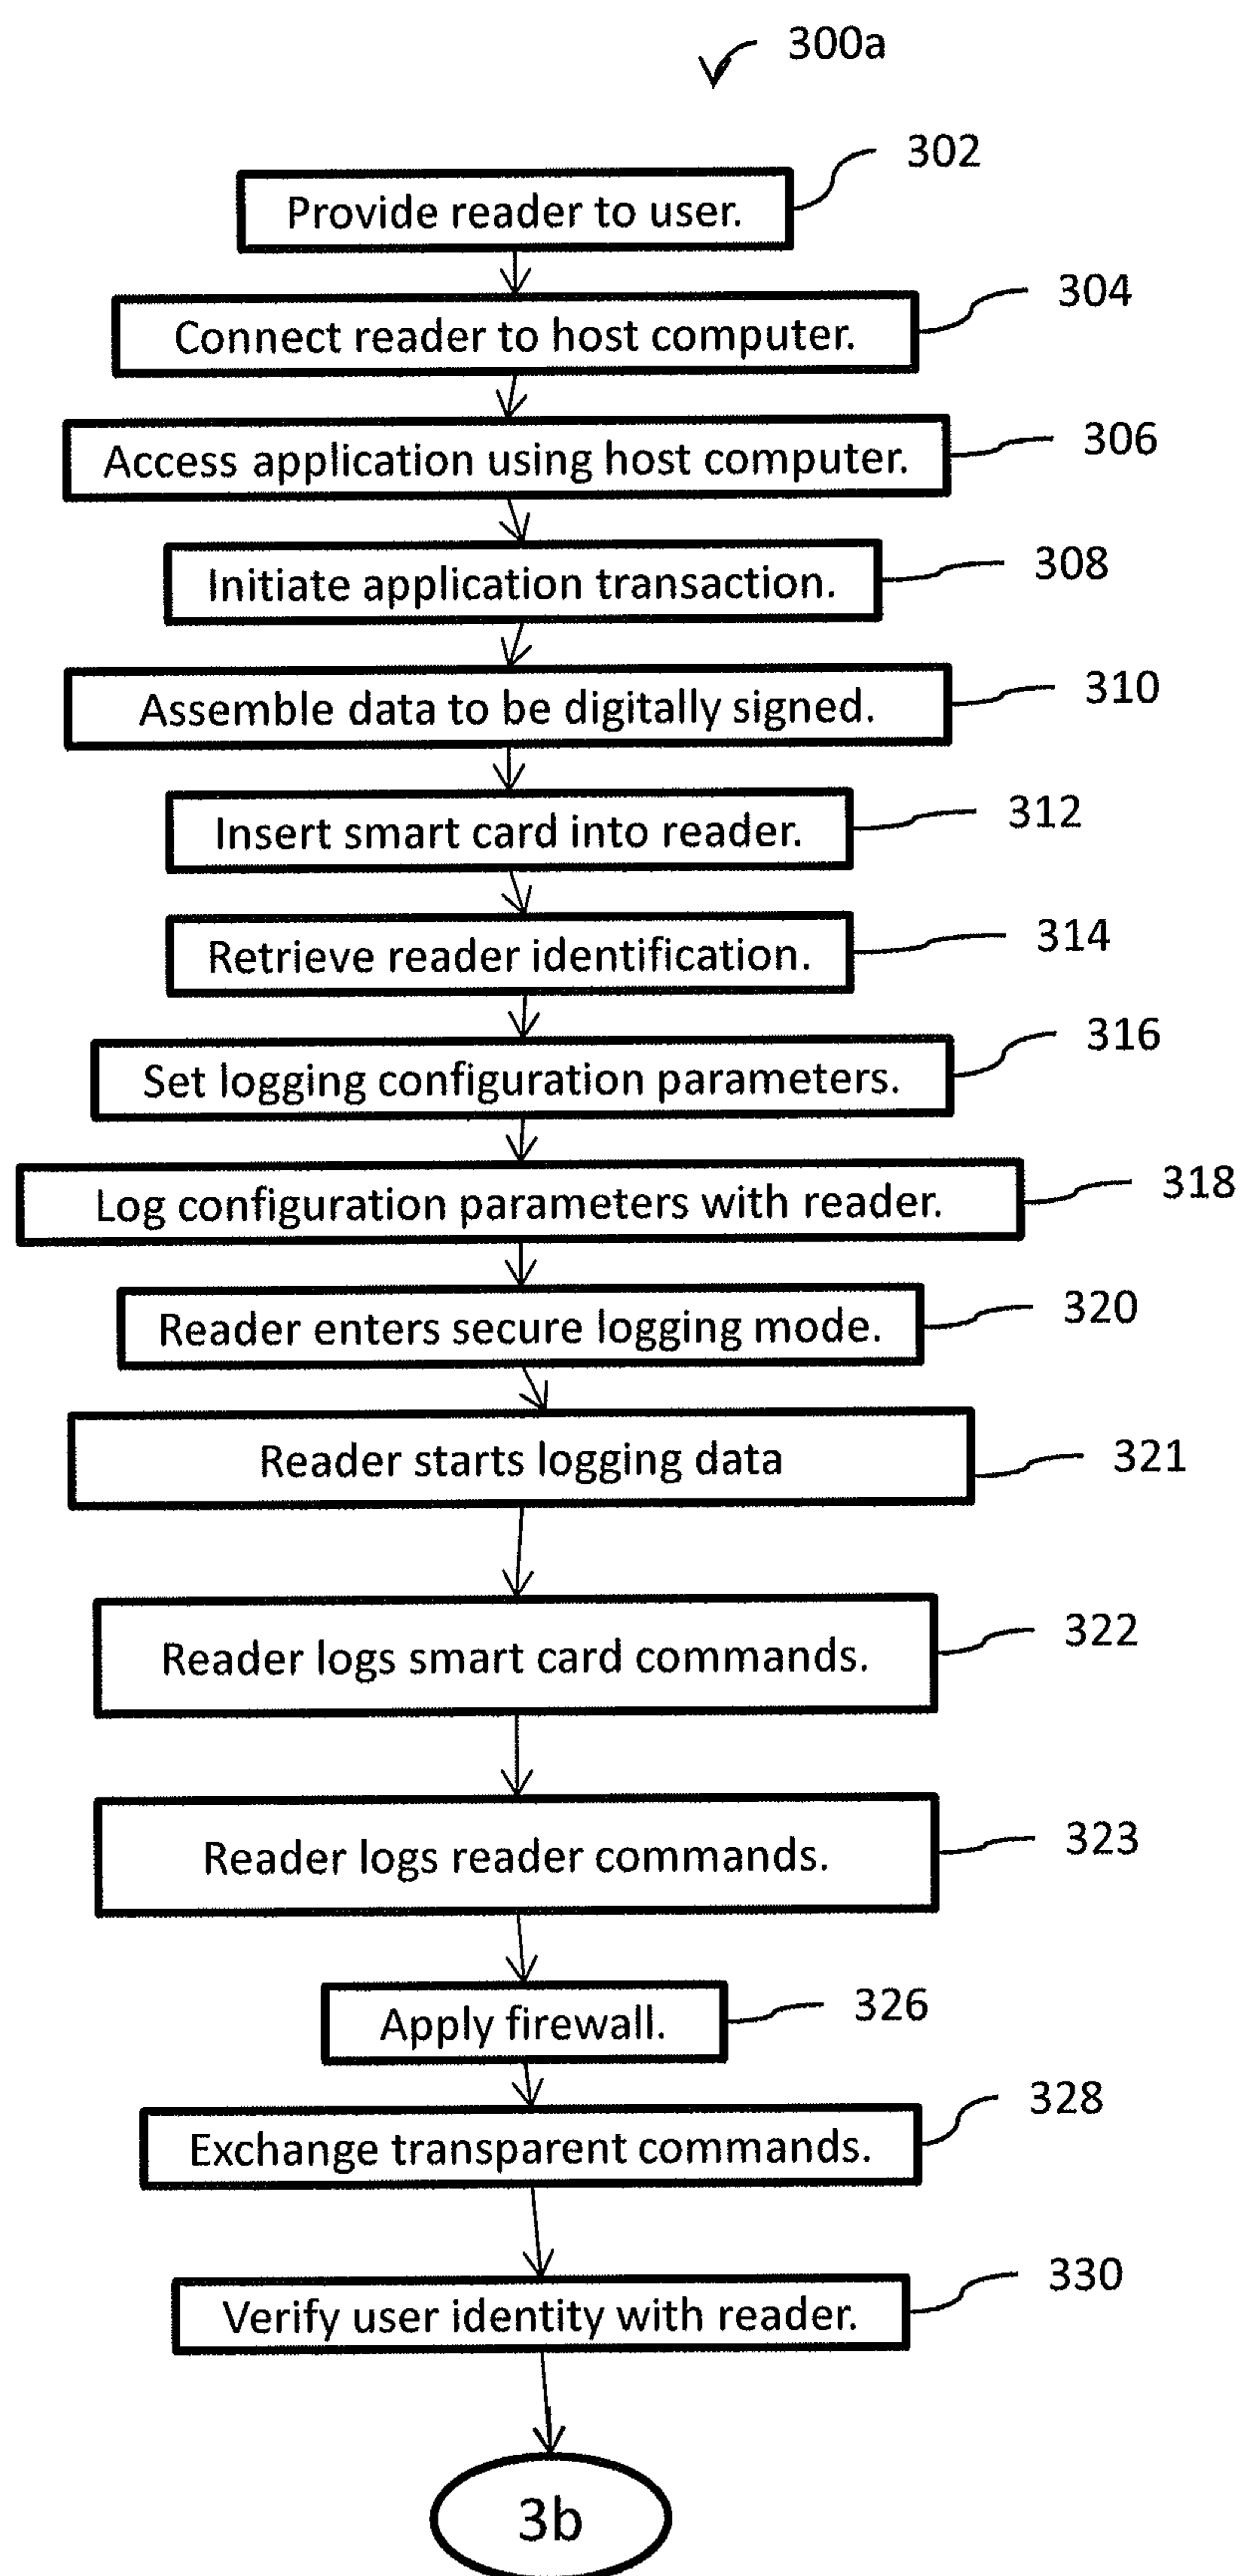 300a
302
Provide reader to user.
304
Connect reader to host computer.
306
Access application using host computer.
308
Initiate application transaction.
310
Assemble data to be digitally signed.
312
Insert smart card into reader.
314
Retrieve reader identification.
316
Set logging configuration parameters.
318
Log configuration parameters with reader.
320
Reader enters secure logging mode.
321
Reader starts logging data
322
Reader logs smart card commands.
323
Reader logs reader commands.
326
Apply firewall.
328
Exchange transparent commands.
330
Verify user identity with reader.
3b